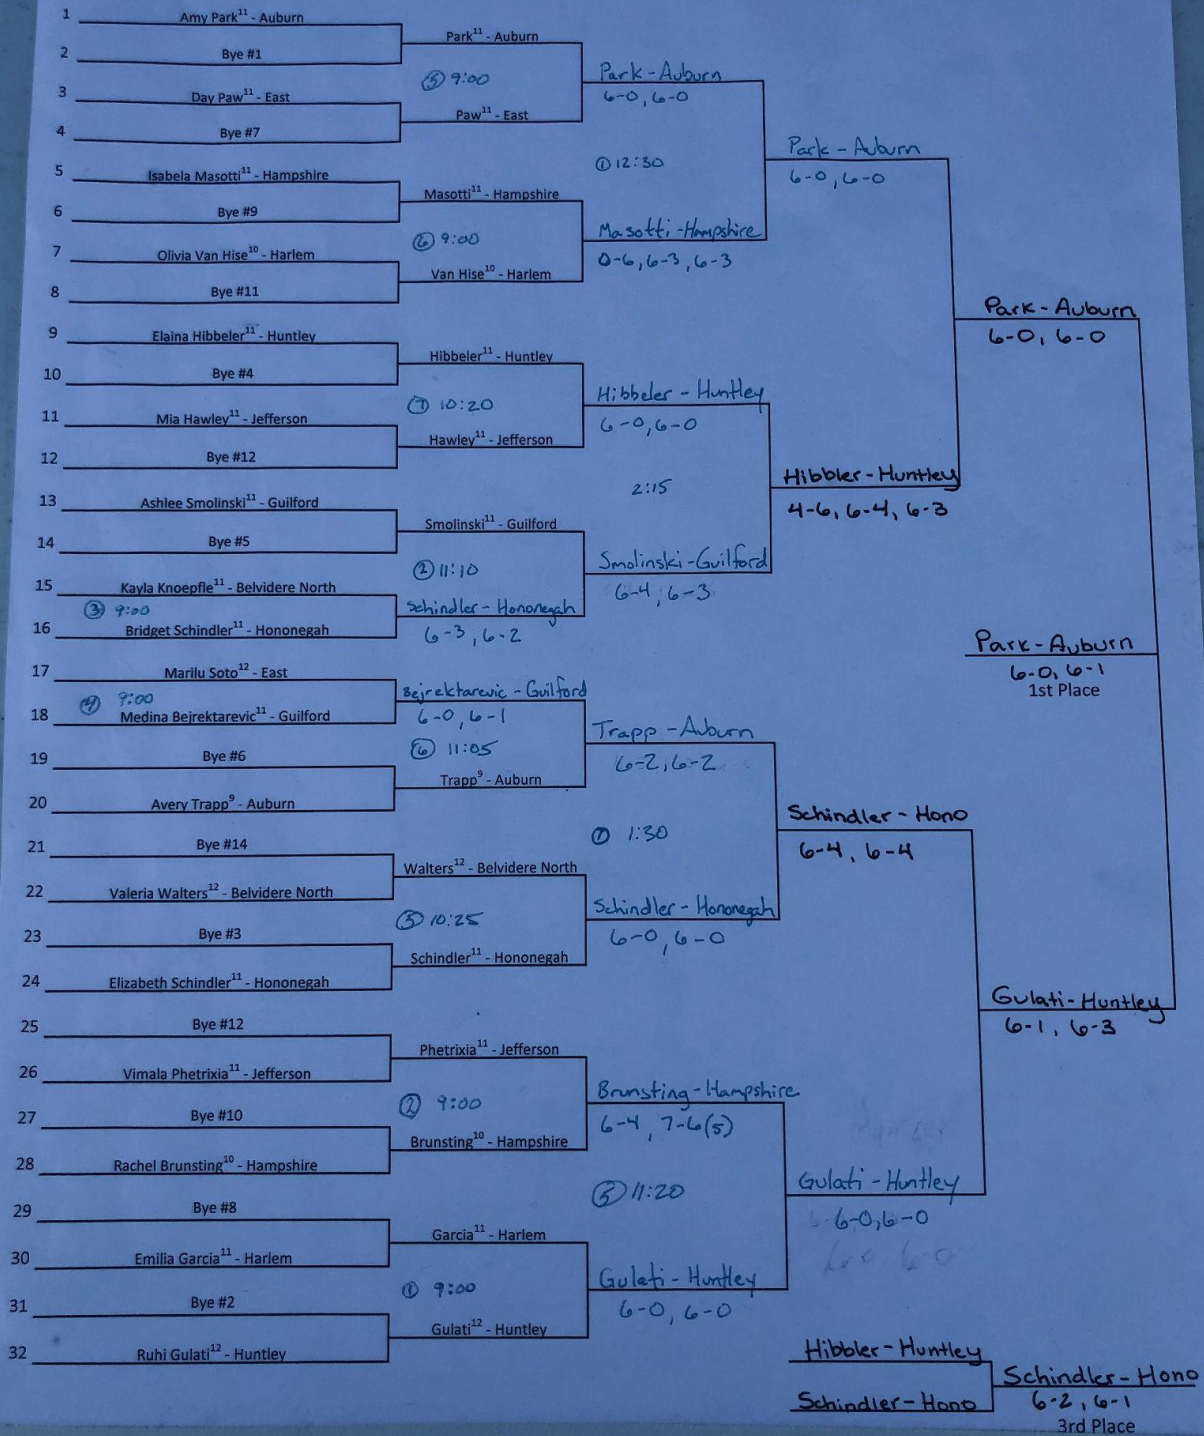 1 Amy Park11 - Auburn
2 Bye #1
3 Day Paw11 - East
4 Bye #7
5 Isabela Masotti11 - Hampshire
6 Bye #9
7 Olivia Van Hise10 - Harlem
8 Bye #11
9 Elaina Hibbeler11 - Huntley
10 Bye #4
11 Mia Hawley11 - Jefferson
12 Bye #12
13 Ashlee Smolinski11 - Guilford
14 Bye #5
15 Kayla Knoepfle11 - Belvidere North
③ 9:00
16 Bridget Schindler11 - Hononegah
17 Marilu Soto12 - East
④ 9:00
18 Medina Bejrektarevic11 - Guilford
19 Bye #6
20 Avery Trapp9 - Auburn
21 Bye #14
22 Valeria Walters12 - Belvidere North
23 Bye #3
24 Elizabeth Schindler11 - Hononegah
25 Bye #12
26 Vimala Phetrixia11 - Jefferson
27 Bye #10
28 Rachel Brunsting10 - Hampshire
29 Bye #8
30 Emilia Garcia11 - Harlem
31 Bye #2
32 Ruhi Gulati12 - Huntley
Park11 - Auburn
⑤ 9:00
Paw11 - East
Masotti11 - Hampshire
⑥ 9:00
Van Hise10 - Harlem
Hibbeler11 - Huntley
⑦ 10:20
Hawley11 - Jefferson
Smolinski11 - Guilford
② 11:10
Schindler - Hononegah
6-3, 6-2
Bejrektarevic - Guilford
6-0, 6-1
⑥ 11:05
Trapp9 - Auburn
Walters12 - Belvidere North
③ 10:25
Schindler11 - Hononegah
Phetrixia11 - Jefferson
② 9:00
Brunsting10 - Hampshire
Garcia11 - Harlem
① 9:00
Gulati12 - Huntley
Park - Auburn
6-0, 6-0
① 12:30
Masotti - Hampshire
0-6, 6-3, 6-3
Hibbeler - Huntley
6-0, 6-0
2:15
Smolinski - Guilford
6-4, 6-3
Trapp - Auburn
6-2, 6-2
⑦ 1:30
Schindler - Hononegah
6-0, 6-0
Brunsting - Hampshire
6-4, 7-6(5)
⑤ 11:20
Gulati - Huntley
6-0, 6-0
Park - Auburn
6-0, 6-0
Hibbler - Huntley
4-6, 6-4, 6-3
Schindler - Hono
6-4, 6-4
Gulati - Huntley
6-0, 6-0
Park - Auburn
6-0, 6-0
Gulati - Huntley
6-1, 6-3
Park - Auburn
6-0, 6-1
1st Place
Hibbler - Huntley
Schindler - Hono
Schindler - Hono
6-2, 6-1
3rd Place